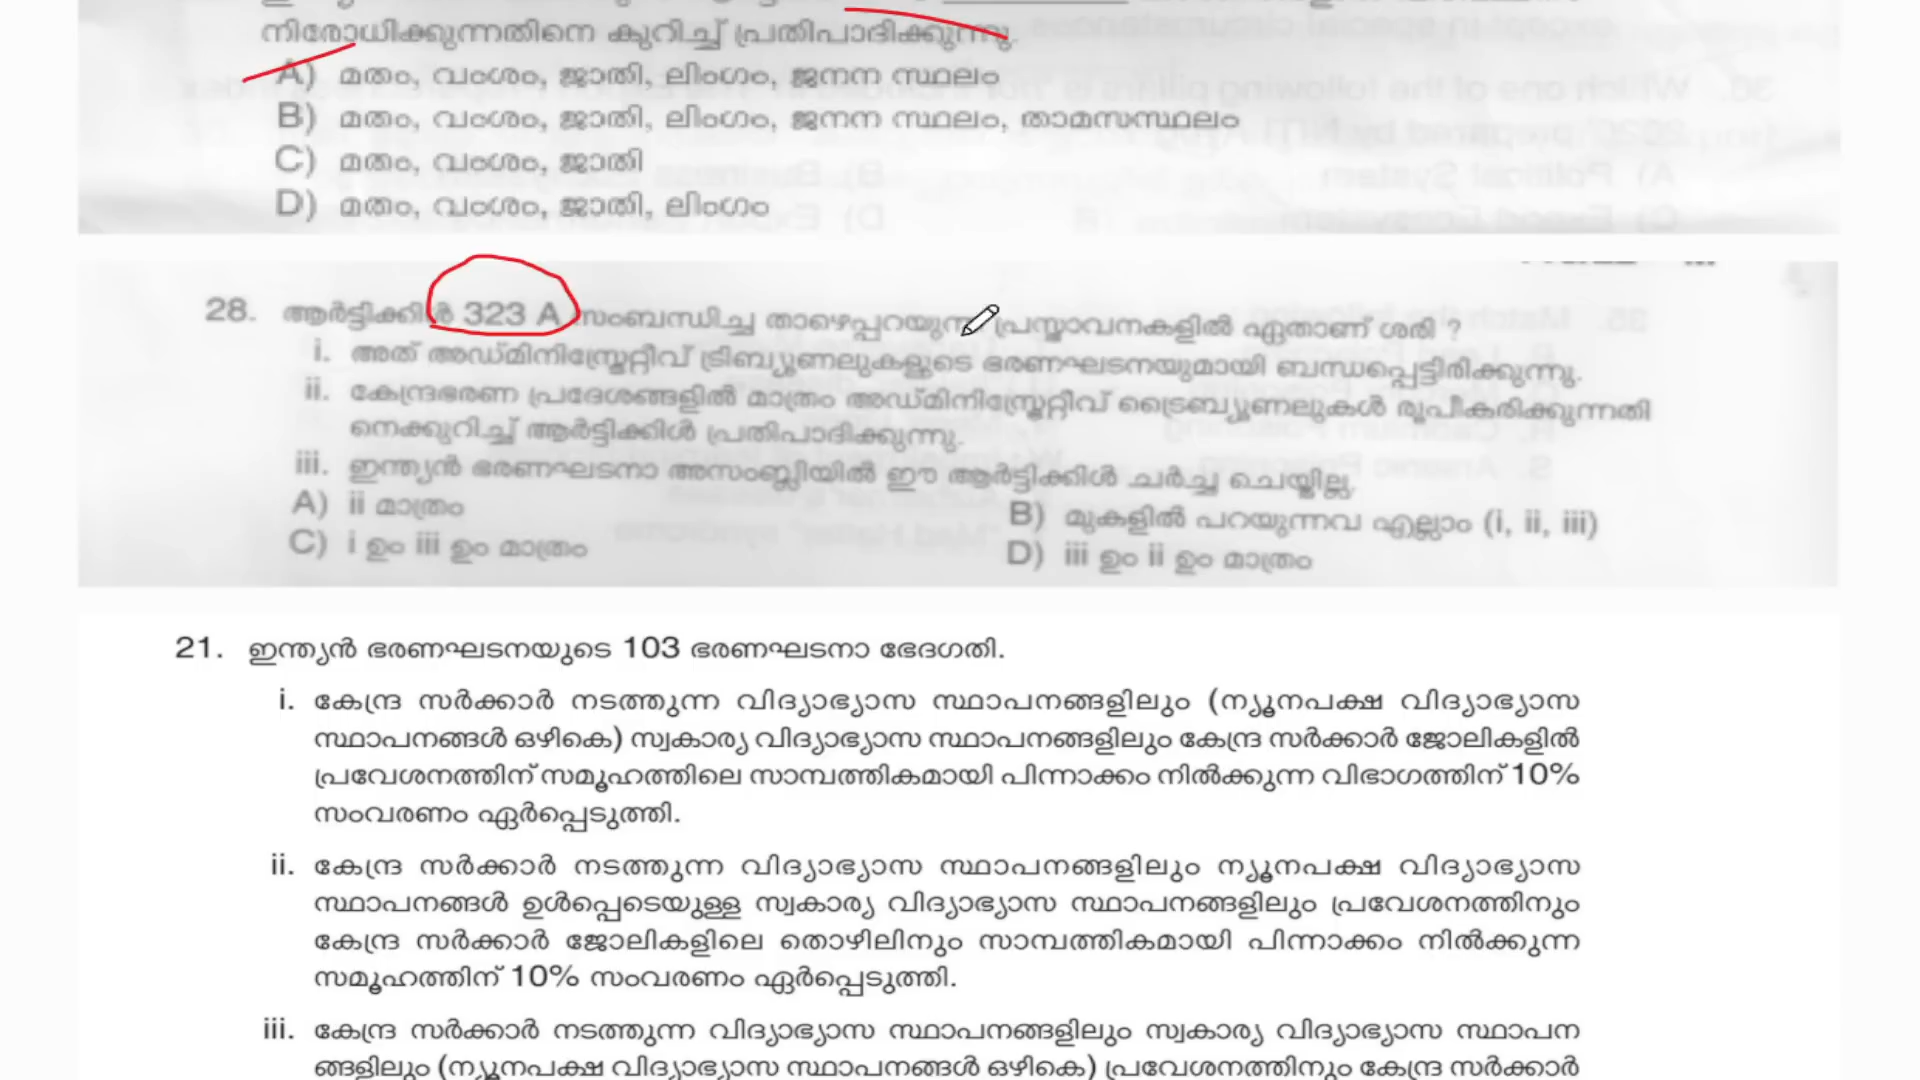 നിരോധിക്കുന്നതിനെ കുറിച്ച് പ്രതിപാദിക്കുന്നു.
A) മതം, വംശം, ജാതി, ലിംഗം, ജനന സ്ഥലം
B) മതം, വംശം, ജാതി, ലിംഗം, ജനന സ്ഥലം, താമസസ്ഥലം
C) മതം, വംശം, ജാതി
D) മതം, വംശം, ജാതി, ലിംഗം
28. ആർട്ടിക്കിൾ 323 A സംബന്ധിച്ച താഴെപ്പറയുന്ന പ്രസ്താവനകളിൽ ഏതാണ് ശരി ?
i. അത് അഡ്മിനിസ്ട്രേറ്റീവ് ട്രിബ്യൂണലുകളുടെ ഭരണഘടനയുമായി ബന്ധപ്പെട്ടിരിക്കുന്നു.
ii. കേന്ദ്രഭരണ പ്രദേശങ്ങളിൽ മാത്രം അഡ്മിനിസ്ട്രേറ്റീവ് ട്രൈബ്യൂണലുകൾ രൂപീകരിക്കുന്നതി
നെക്കുറിച്ച് ആർട്ടിക്കിൾ പ്രതിപാദിക്കുന്നു.
iii. ഇന്ത്യൻ ഭരണഘടനാ അസംബ്ലിയിൽ ഈ ആർട്ടിക്കിൾ ചർച്ച ചെയ്തില്ല.
A) ii മാത്രം
B) മുകളിൽ പറയുന്നവ എല്ലാം (i, ii, iii)
C) i ഉം iii ഉം മാത്രം
D) iii ഉം ii ഉം മാത്രം
21. ഇന്ത്യൻ ഭരണഘടനയുടെ 103 ഭരണഘടനാ ഭേദഗതി.
i. കേന്ദ്ര സർക്കാർ നടത്തുന്ന വിദ്യാഭ്യാസ സ്ഥാപനങ്ങളിലും (ന്യൂനപക്ഷ വിദ്യാഭ്യാസ
സ്ഥാപനങ്ങൾ ഒഴികെ) സ്വകാര്യ വിദ്യാഭ്യാസ സ്ഥാപനങ്ങളിലും കേന്ദ്ര സർക്കാർ ജോലികളിൽ
പ്രവേശനത്തിന് സമൂഹത്തിലെ സാമ്പത്തികമായി പിന്നാക്കം നിൽക്കുന്ന വിഭാഗത്തിന് 10%
സംവരണം ഏർപ്പെടുത്തി.
ii. കേന്ദ്ര സർക്കാർ നടത്തുന്ന വിദ്യാഭ്യാസ സ്ഥാപനങ്ങളിലും ന്യൂനപക്ഷ വിദ്യാഭ്യാസ
സ്ഥാപനങ്ങൾ ഉൾപ്പെടെയുള്ള സ്വകാര്യ വിദ്യാഭ്യാസ സ്ഥാപനങ്ങളിലും പ്രവേശനത്തിനും
കേന്ദ്ര സർക്കാർ ജോലികളിലെ തൊഴിലിനും സാമ്പത്തികമായി പിന്നാക്കം നിൽക്കുന്ന
സമൂഹത്തിന് 10% സംവരണം ഏർപ്പെടുത്തി.
iii. കേന്ദ്ര സർക്കാർ നടത്തുന്ന വിദ്യാഭ്യാസ സ്ഥാപനങ്ങളിലും സ്വകാര്യ വിദ്യാഭ്യാസ സ്ഥാപന
ങ്ങളിലും (ന്യൂനപക്ഷ വിദ്യാഭ്യാസ സ്ഥാപനങ്ങൾ ഒഴികെ) പ്രവേശനത്തിനും കേന്ദ്ര സർക്കാർ